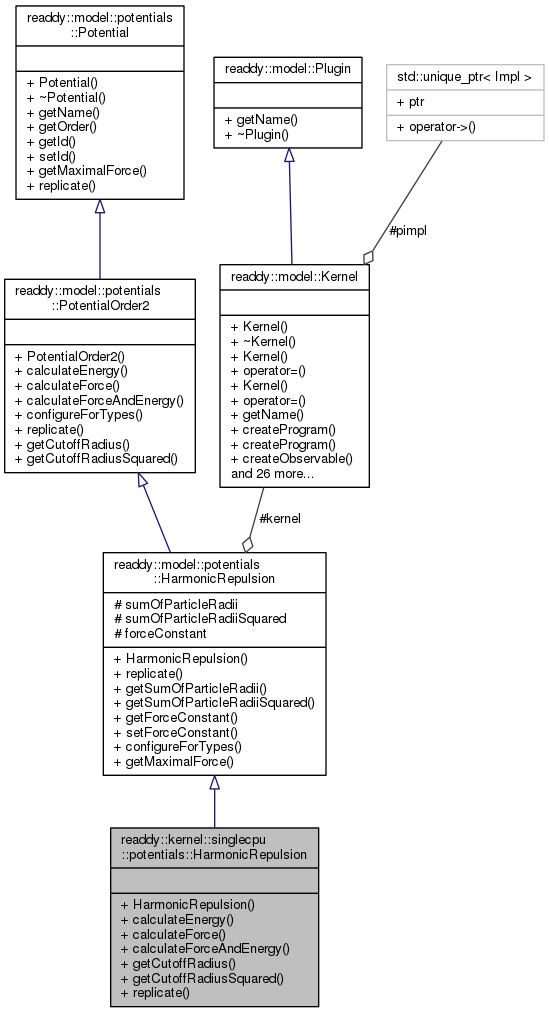 readdy::model::potentials
::Potential
+ Potential()
+ ~Potential()
+ getName()
+ getOrder()
+ getId()
+ setId()
+ getMaximalForce()
+ replicate()
readdy::model::Plugin
+ getName()
+ ~Plugin()
std::unique_ptr< Impl >
+ ptr
+ operator->()
#pimpl
readdy::model::potentials
::PotentialOrder2
+ PotentialOrder2()
+ calculateEnergy()
+ calculateForce()
+ calculateForceAndEnergy()
+ configureForTypes()
+ replicate()
+ getCutoffRadius()
+ getCutoffRadiusSquared()
readdy::model::Kernel
+ Kernel()
+ ~Kernel()
+ Kernel()
+ operator=()
+ Kernel()
+ operator=()
+ getName()
+ createProgram()
+ createProgram()
+ createObservable()
and 26 more...
#kernel
readdy::model::potentials
::HarmonicRepulsion
# sumOfParticleRadii
# sumOfParticleRadiiSquared
# forceConstant
+ HarmonicRepulsion()
+ replicate()
+ getSumOfParticleRadii()
+ getSumOfParticleRadiiSquared()
+ getForceConstant()
+ setForceConstant()
+ configureForTypes()
+ getMaximalForce()
readdy::kernel::singlecpu
::potentials::HarmonicRepulsion
+ HarmonicRepulsion()
+ calculateEnergy()
+ calculateForce()
+ calculateForceAndEnergy()
+ getCutoffRadius()
+ getCutoffRadiusSquared()
+ replicate()